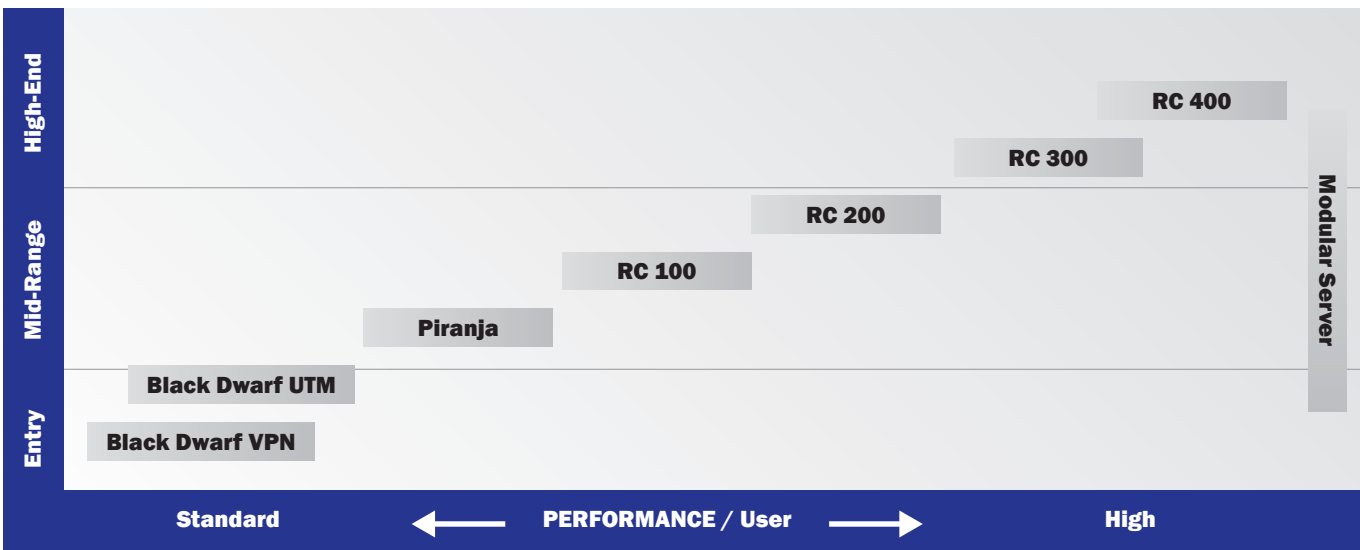 High-End
RC 400
RC 300
Modular Server
Mid-Range
RC 200
RC 100
Piranja
Entry
Black Dwarf UTM
Black Dwarf VPN
Standard
PERFORMANCE / User
High